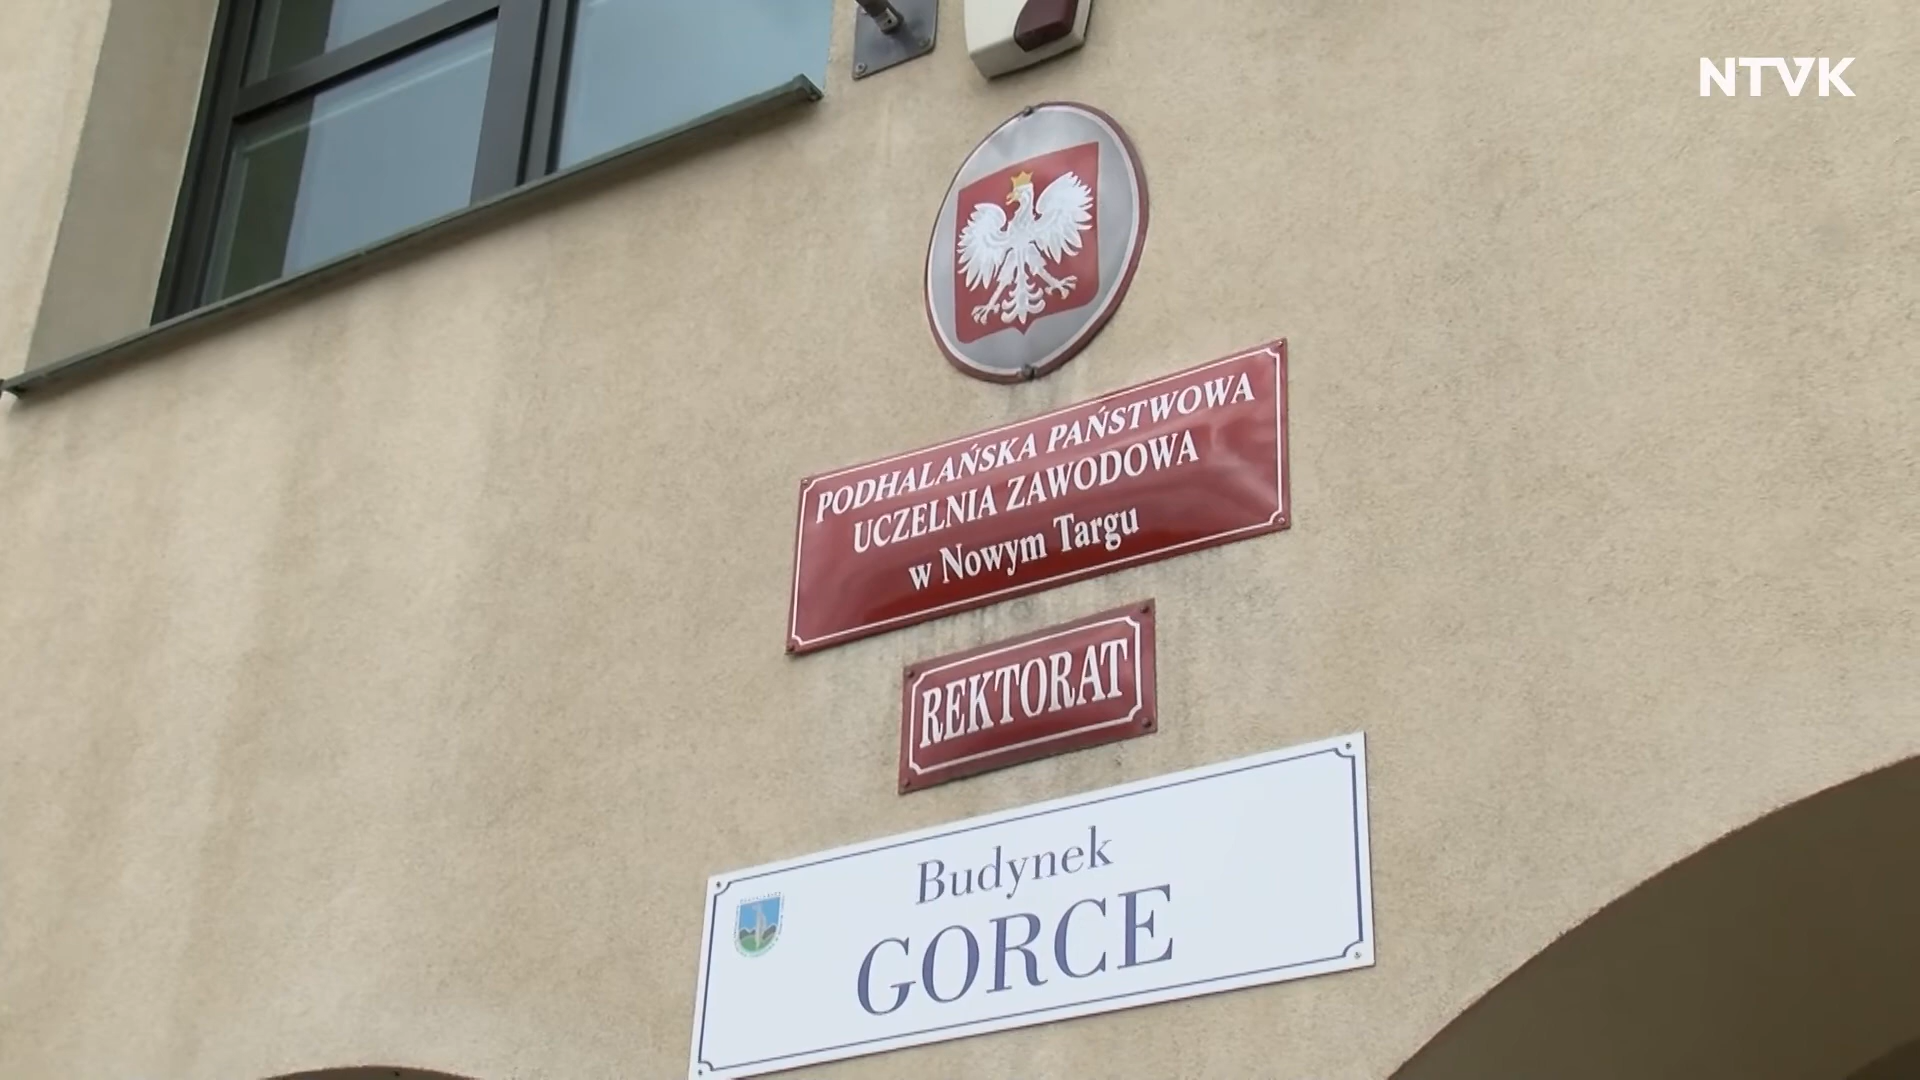 NTVK
PODHALAŃSKA PAŃSTWOWA
UCZELNIA ZAWODOWA
w Nowym Targu
REKTORAT
Budynek
GORCE